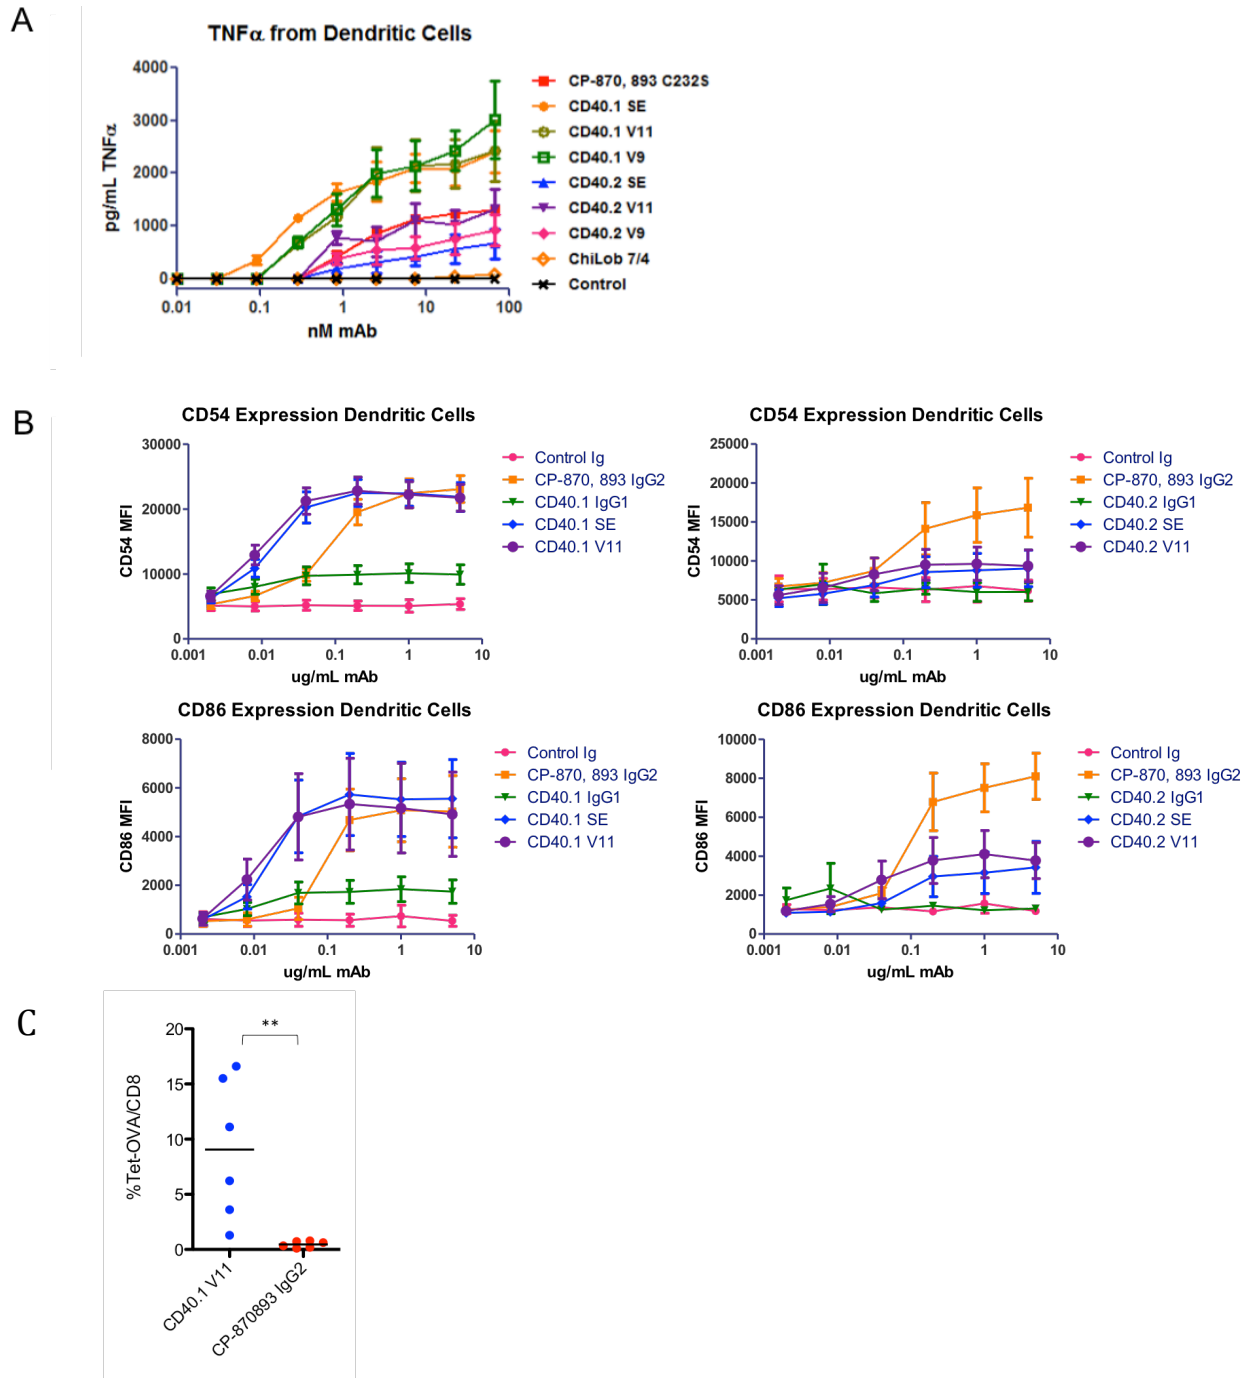 A
TNFα from Dendritic Cells
pg/mL TNFα
4000
3000
2000
1000
0
0.01 0.1 1 10 100
nM mAb
CP-870, 893 C232S
CD40.1 SE
CD40.1 V11
CD40.1 V9
CD40.2 SE
CD40.2 V11
CD40.2 V9
ChiLob 7/4
Control
B
CD54 Expression Dendritic Cells
CD54 MFI
30000
20000
10000
0
0.001 0.01 0.1 1 10
ug/mL mAb
Control Ig
CP-870, 893 IgG2
CD40.1 IgG1
CD40.1 SE
CD40.1 V11
CD54 Expression Dendritic Cells
CD54 MFI
25000
20000
15000
10000
5000
0
0.001 0.01 0.1 1 10
ug/mL mAb
Control Ig
CP-870, 893 IgG2
CD40.2 IgG1
CD40.2 SE
CD40.2 V11
CD86 Expression Dendritic Cells
CD86 MFI
8000
6000
4000
2000
0
0.001 0.01 0.1 1 10
ug/mL mAb
Control Ig
CP-870, 893 IgG2
CD40.1 IgG1
CD40.1 SE
CD40.1 V11
CD86 Expression Dendritic Cells
CD86 MFI
10000
8000
6000
4000
2000
0
0.001 0.01 0.1 1 10
ug/mL mAb
Control Ig
CP-870, 893 IgG2
CD40.2 IgG1
CD40.2 SE
CD40.2 V11
C
%Tet-OVA/CD8
20
15
10
5
0
**
CD40.1 V11
CP-870893 IgG2